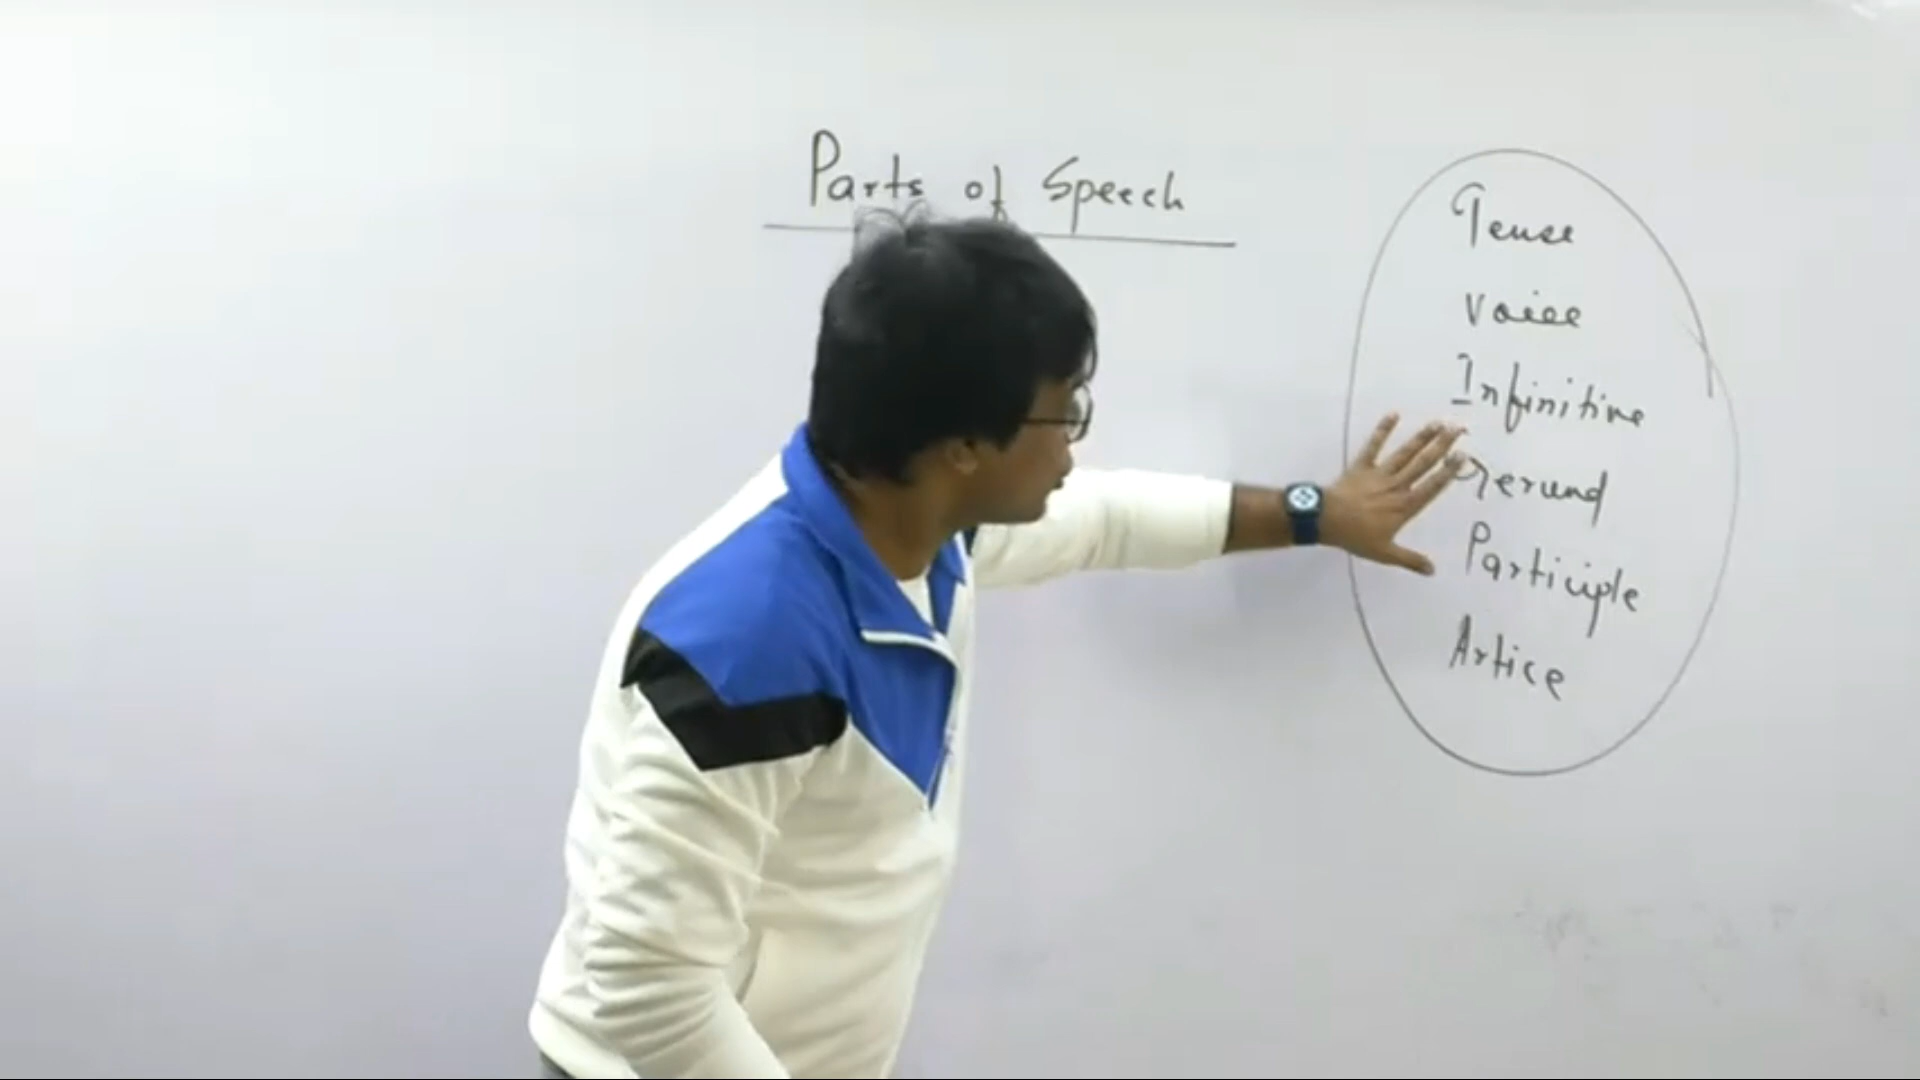 Parts of Speech
Tense
Voice
Infinitive
Gerund
Participle
Artice